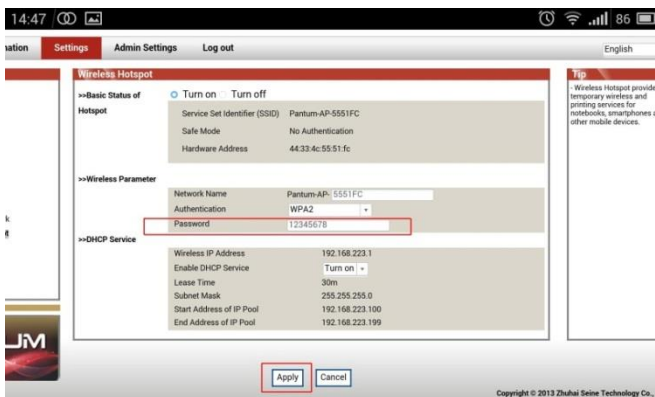 14:47 86
nation Settings Admin Settings Log out English
Wireless Hotspot
>>Basic Status of Hotspot
Turn on Turn off
Service Set Identifier (SSID) Pantum-AP-5551FC
Safe Mode No Authentication
Hardware Address 44:33:4c:55:51:fc
>>Wireless Parameter
Network Name Pantum-AP- 5551FC
Authentication WPA2
Password 12345678
>>DHCP Service
Wireless IP Address 192.168.223.1
Enable DHCP Service Turn on
Lease Time 30m
Subnet Mask 255.255.255.0
Start Address of IP Pool 192.168.223.100
End Address of IP Pool 192.168.223.199
Apply Cancel
Tip
- Wireless Hotspot provide
temporary wireless and
printing services for
notebooks, smartphones a
other mobile devices.
UM
Copyright © 2013 Zhuhai Seine Technology Co.,